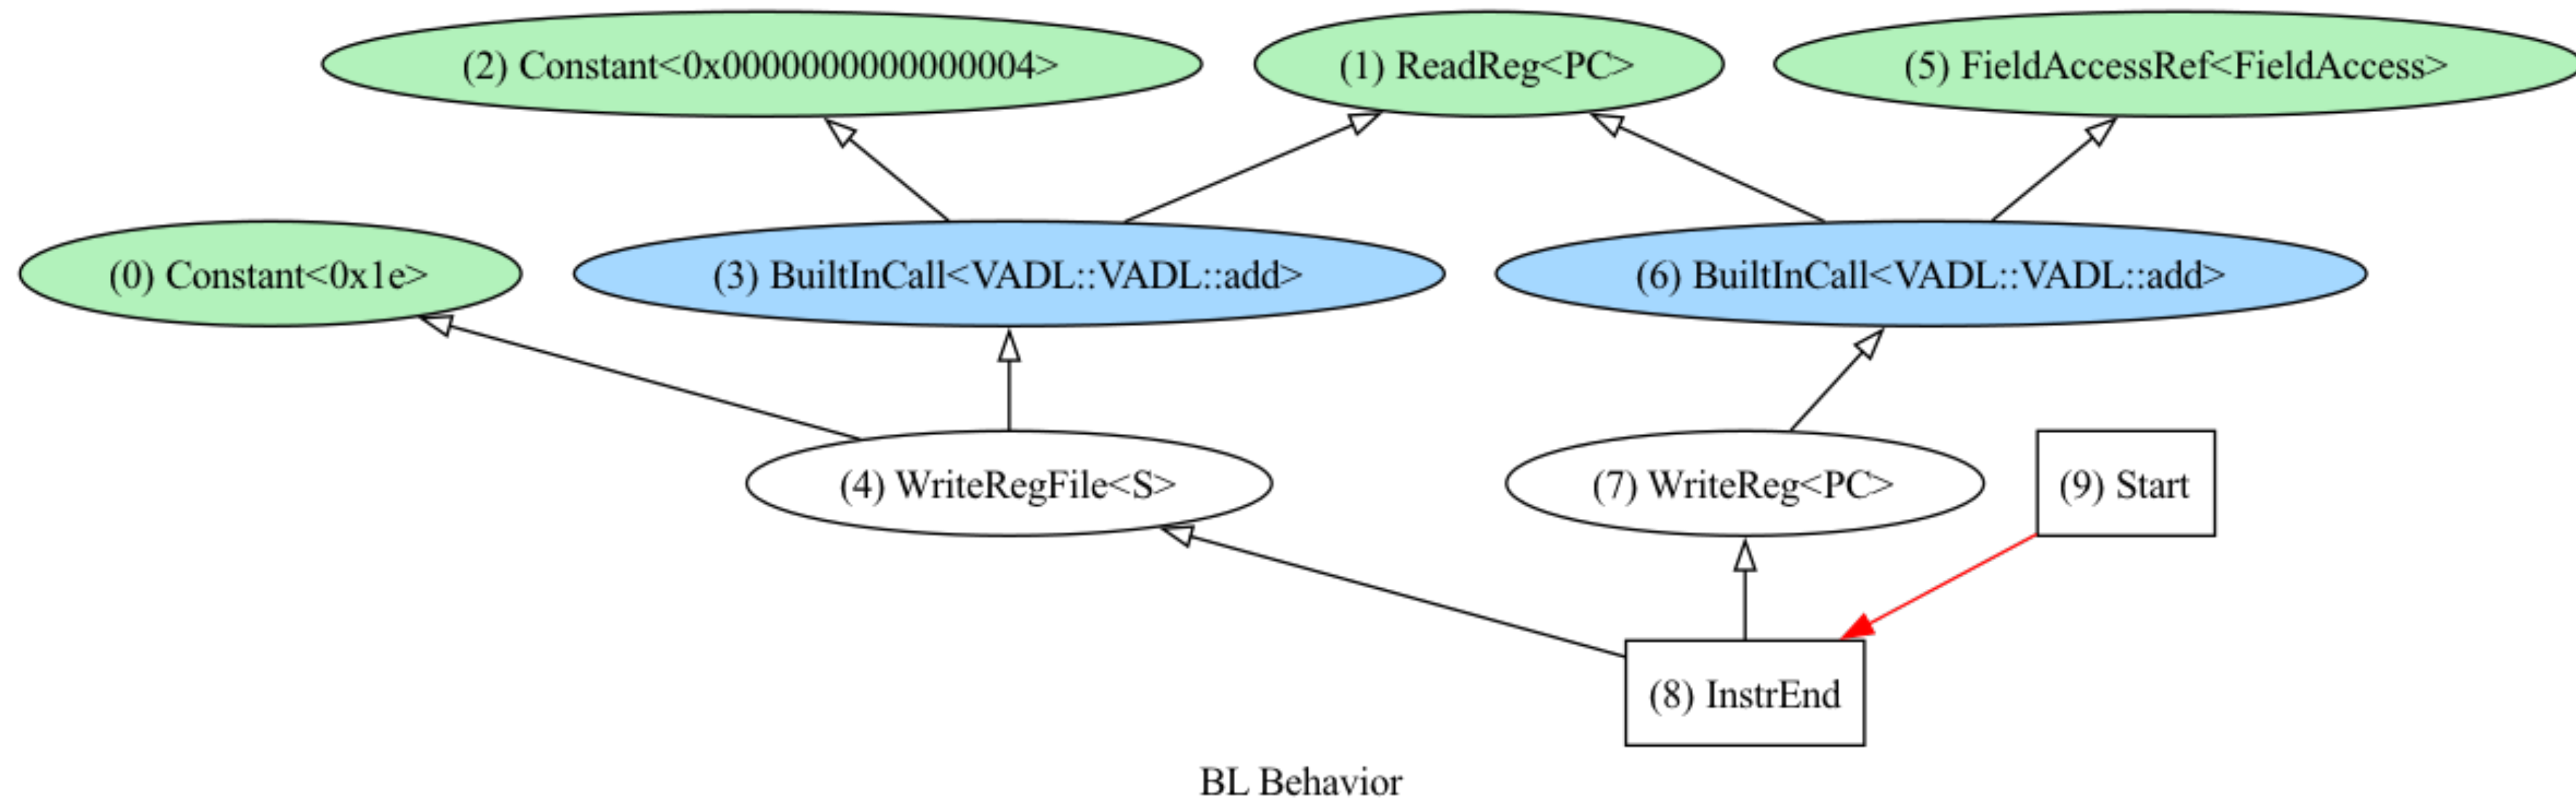 (2) Constant<0x0000000000000004>
(1) ReadReg<PC>
(5) FieldAccessRef<FieldAccess>
(0) Constant<0x1e>
(3) BuiltInCall<VADL::VADL::add>
(6) BuiltInCall<VADL::VADL::add>
(4) WriteRegFile<S>
(7) WriteReg<PC>
(9) Start
(8) InstrEnd
BL Behavior